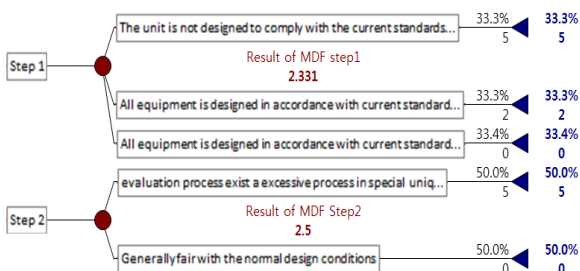 The unit is not designed to comply with the current standards... 33.3% 33.3%
5 5
Step 1
Result of MDF step1
2.331
All equipment is designed in accordance with current standard... 33.3% 33.3%
2 2
All equipment is designed in accordance with current standard... 33.4% 33.4%
0 0
evaluation process exist a excessive process in special uniq... 50.0% 50.0%
5 5
Step 2
Result of MDF Step2
2.5
Generally fair with the normal design conditions 50.0% 50.0%
0 0